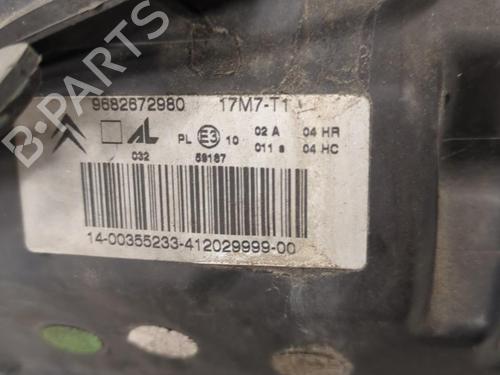 9682672980 17M7-T1
AL PL E3 10 02 A 04 HR
032 59187 011 s 04 HC
14-00355233-412029999-00
B-PARTS